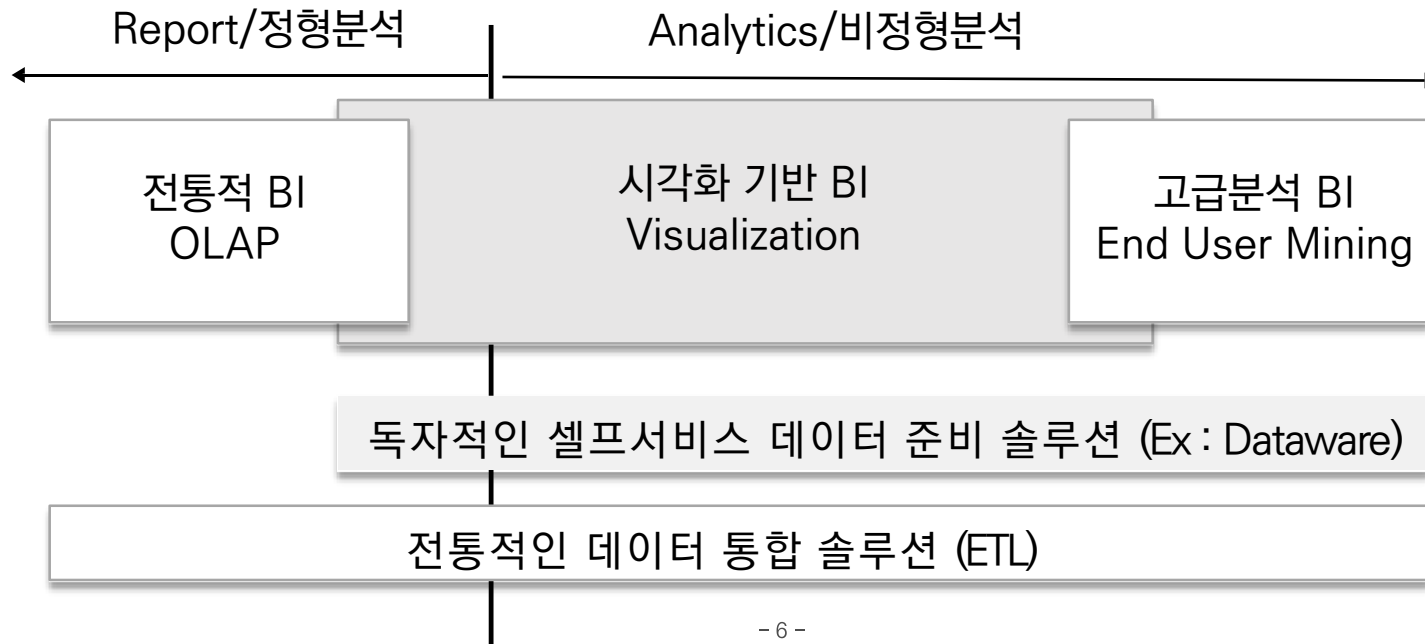 Report/정형분석
Analytics/비정형분석
전통적 BI
OLAP
시각화 기반 BI
Visualization
고급분석 BI
End User Mining
독자적인 셀프서비스 데이터 준비 솔루션 (Ex : Dataware)
전통적인 데이터 통합 솔루션 (ETL)
- 6 -